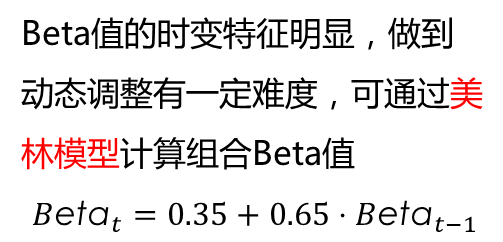 Beta值的时变特征明显，做到
动态调整有一定难度，可通过美
林模型计算组合Beta值
Betaₜ = 0.35 + 0.65 · Betaₜ₋₁